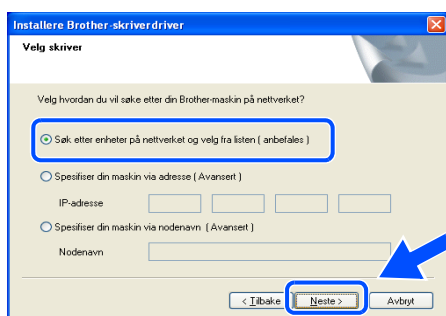 Installere Brother-skriverdriver
Velg skriver
Velg hvordan du vil søke etter din Brother-maskin på nettverket?
Søk etter enheter på nettverket og velg fra listen ( anbefales )
Spesifiser din maskin via adresse ( Avansert )
IP-adresse
Spesifiser din maskin via nodenavn ( Avansert )
Nodenavn
< Tilbake Neste > Avbryt